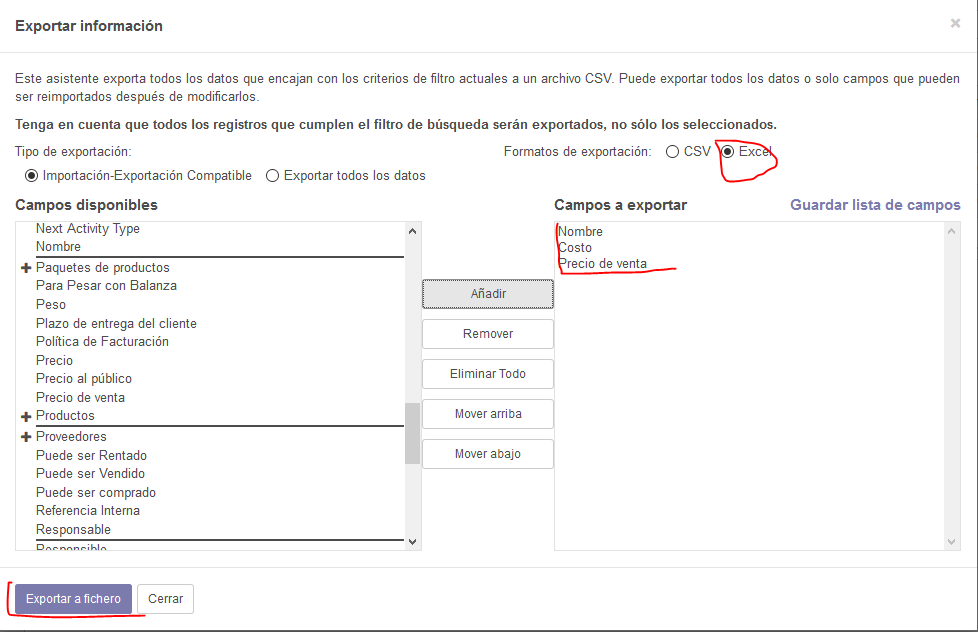 Exportar información
×
Este asistente exporta todos los datos que encajan con los criterios de filtro actuales a un archivo CSV. Puede exportar todos los datos o solo campos que pueden
ser reimportados después de modificarlos.
Tenga en cuenta que todos los registros que cumplen el filtro de búsqueda serán exportados, no sólo los seleccionados.
Tipo de exportación:
Importación-Exportación Compatible
Exportar todos los datos
Formatos de exportación:
CSV
Excel
Campos disponibles
Next Activity Type
Nombre
Paquetes de productos
Para Pesar con Balanza
Peso
Plazo de entrega del cliente
Política de Facturación
Precio
Precio al público
Precio de venta
Productos
Proveedores
Puede ser Rentado
Puede ser Vendido
Puede ser comprado
Referencia Interna
Responsable
Responsible
Añadir
Remover
Eliminar Todo
Mover arriba
Mover abajo
Campos a exportar
Guardar lista de campos
Nombre
Costo
Precio de venta
Exportar a fichero
Cerrar